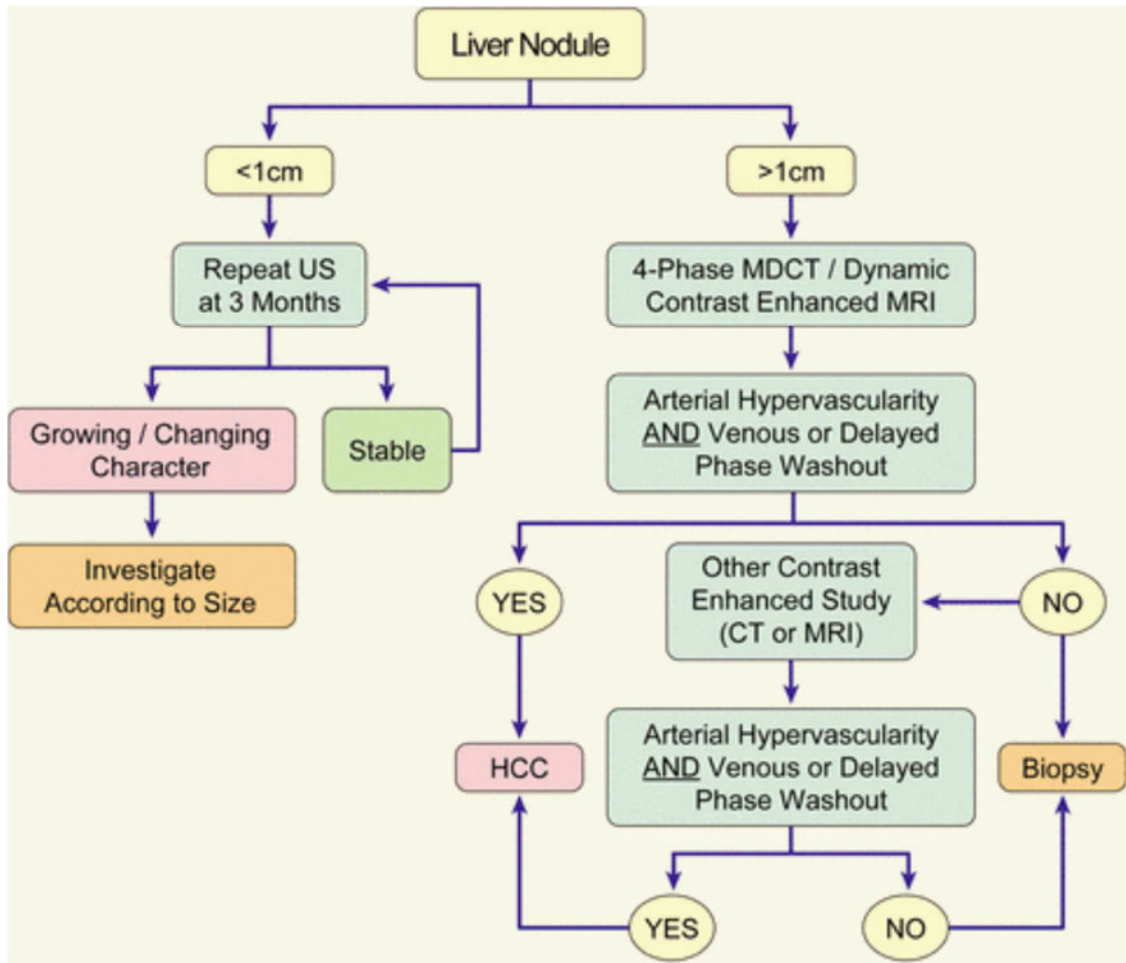 Liver Nodule
<1cm
>1cm
Repeat US
at 3 Months
4-Phase MDCT / Dynamic
Contrast Enhanced MRI
Growing / Changing
Character
Stable
Arterial Hypervascularity
AND Venous or Delayed
Phase Washout
Investigate
According to Size
YES
Other Contrast
Enhanced Study
(CT or MRI)
NO
HCC
Arterial Hypervascularity
AND Venous or Delayed
Phase Washout
Biopsy
YES
NO